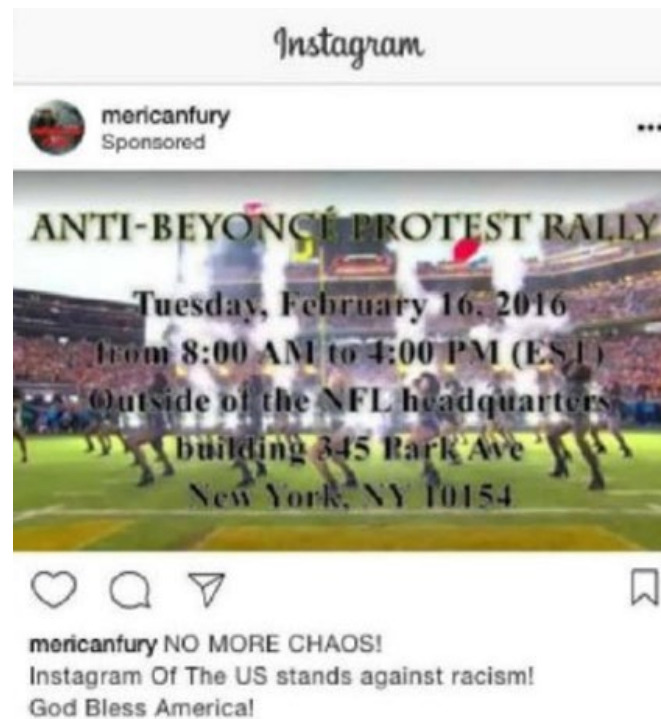 Instagram
mericanfury
Sponsored
ANTI-BEYONCÉ PROTEST RALLY
Tuesday, February 16, 2016
from 8:00 AM to 4:00 PM (EST)
Outside of the NFL headquarters
building 345 Park Ave
New York, NY 10154
mericanfury NO MORE CHAOS!
Instagram Of The US stands against racism!
God Bless America!